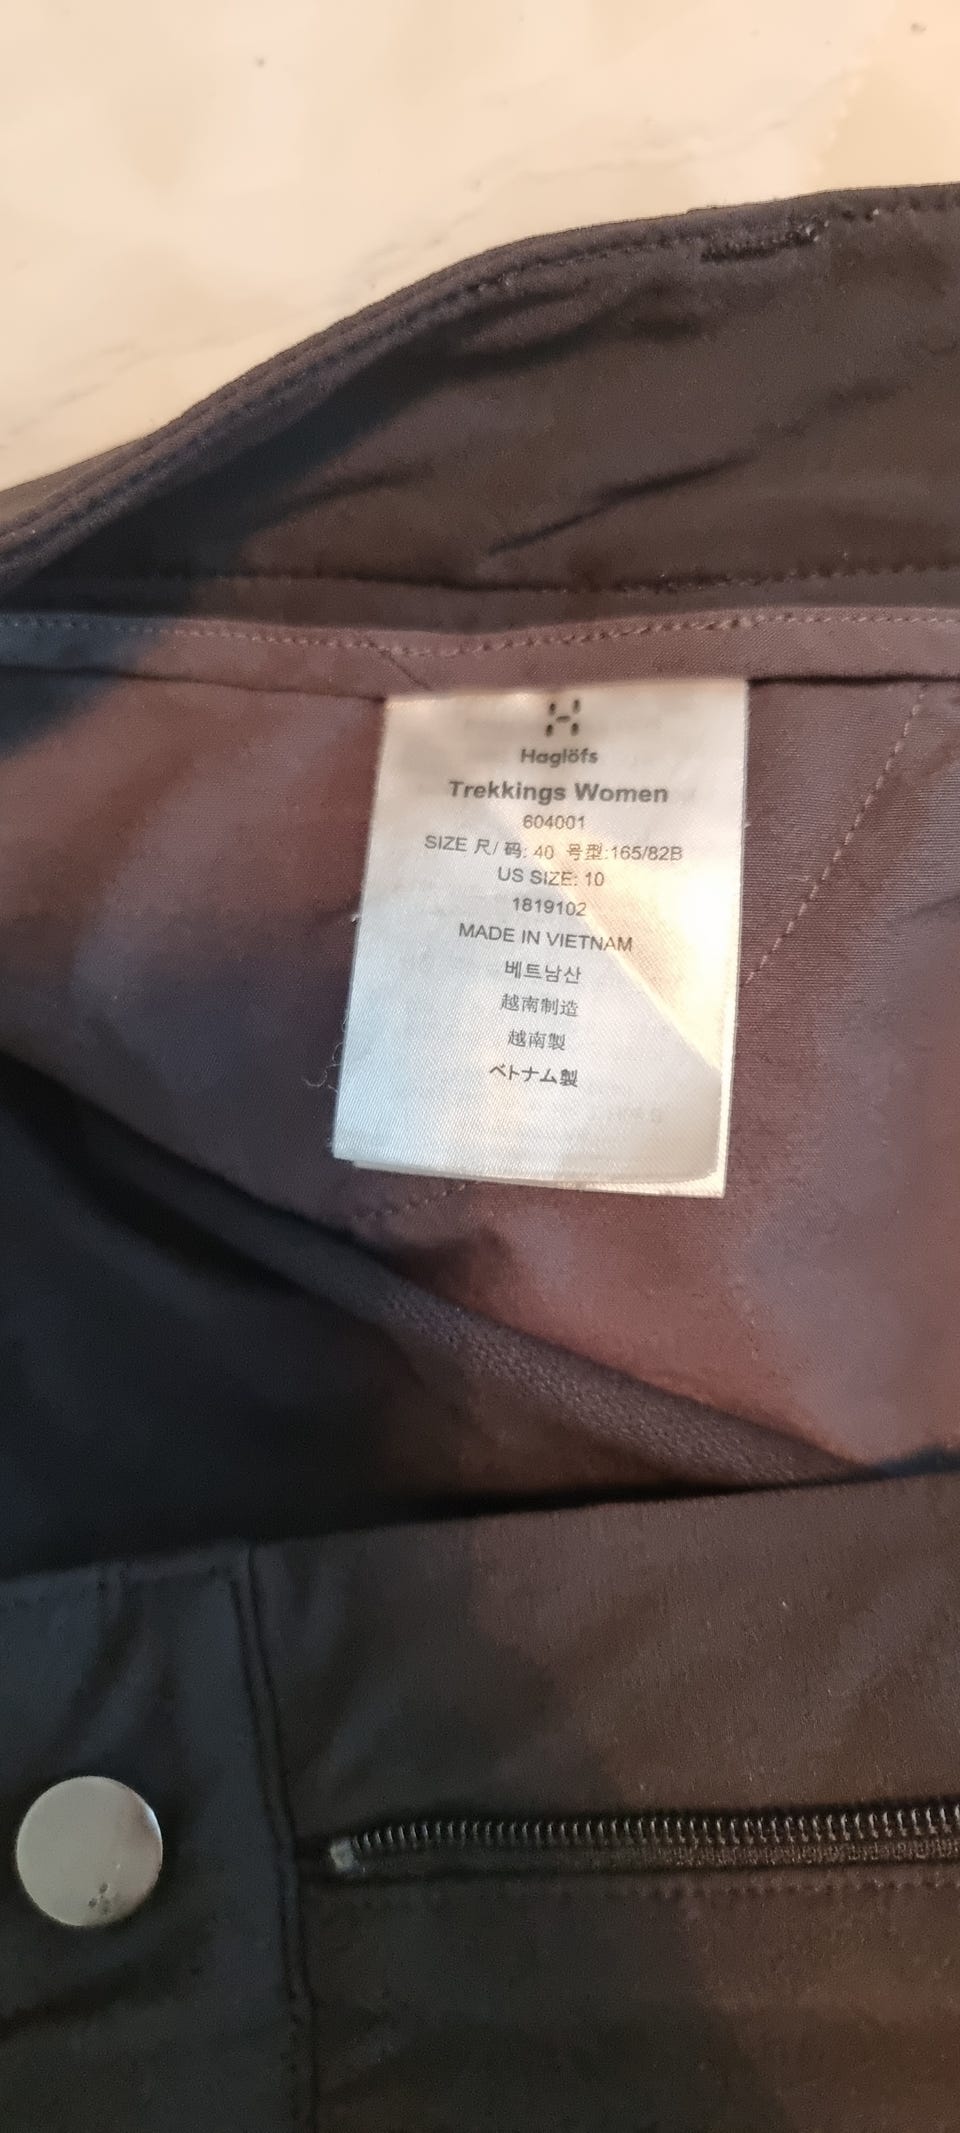 Haglöfs
Trekkings Women
604001
SIZE 尺/ 码: 40 号型:165/82B
US SIZE: 10
1819102
MADE IN VIETNAM
베트남산
越南制造
越南製
ベトナム製